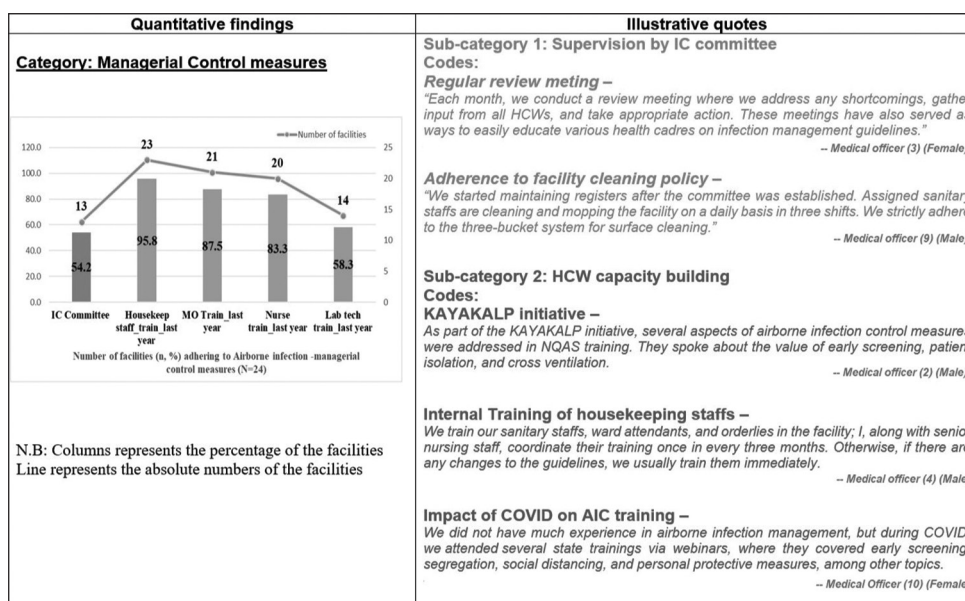 Quantitative findings
Illustrative quotes
Category: Managerial Control measures
Number of facilities
120.0
100.0
80.0
60.0
40.0
20.0
0.0
25
20
15
10
5
0
13
23
21
20
14
54.2
95.8
87.5
83.3
58.3
IC Committee
Housekeep
staff_train_last
year
MO Train_last
year
Nurse
train_last year
Lab tech
train_last_year
Number of facilities (n, %) adhering to Airborne infection -managerial
control measures (N=24)
N.B: Columns represents the percentage of the facilities
Line represents the absolute numbers of the facilities
Sub-category 1: Supervision by IC committee
Codes:
Regular review meting –
“Each month, we conduct a review meeting where we address any shortcomings, gathe
input from all HCWs, and take appropriate action. These meetings have also served a
ways to easily educate various health cadres on infection management guidelines.”
-- Medical officer (3) (Female
Adherence to facility cleaning policy –
“We started maintaining registers after the committee was established. Assigned sanitar
staffs are cleaning and mopping the facility on a daily basis in three shifts. We strictly adher
to the three-bucket system for surface cleaning.”
-- Medical officer (9) (Male
Sub-category 2: HCW capacity building
Codes:
KAYAKALP initiative –
As part of the KAYAKALP initiative, several aspects of airborne infection control measure
were addressed in NQAS training. They spoke about the value of early screening, patien
isolation, and cross ventilation.
-- Medical officer (2) (Male
Internal Training of housekeeping staffs –
We train our sanitary staffs, ward attendants, and orderlies in the facility; I, along with senio
nursing staff, coordinate their training once in every three months. Otherwise, if there are
any changes to the guidelines, we usually train them immediately.
-- Medical officer (4) (Male
Impact of COVID on AIC training –
We did not have much experience in airborne infection management, but during COVID
we attended several state trainings via webinars, where they covered early screening
segregation, social distancing, and personal protective measures, among other topics.
-- Medical Officer (10) (Female